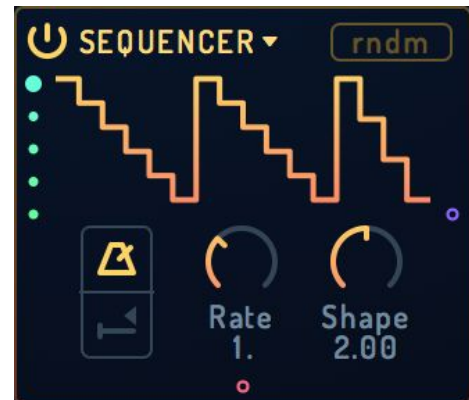 SEQUENCER
rndm
Rate
1.
Shape
2.00